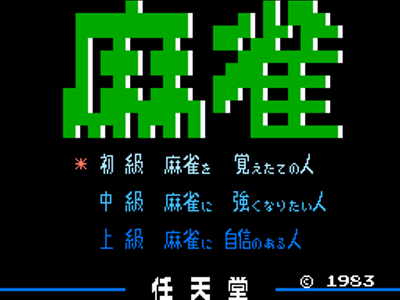 麻雀
* 初級 麻雀を 覚えたての人
中級 麻雀に 強くなりたい人
上級 麻雀に 自信のある人
任天堂 © 1983